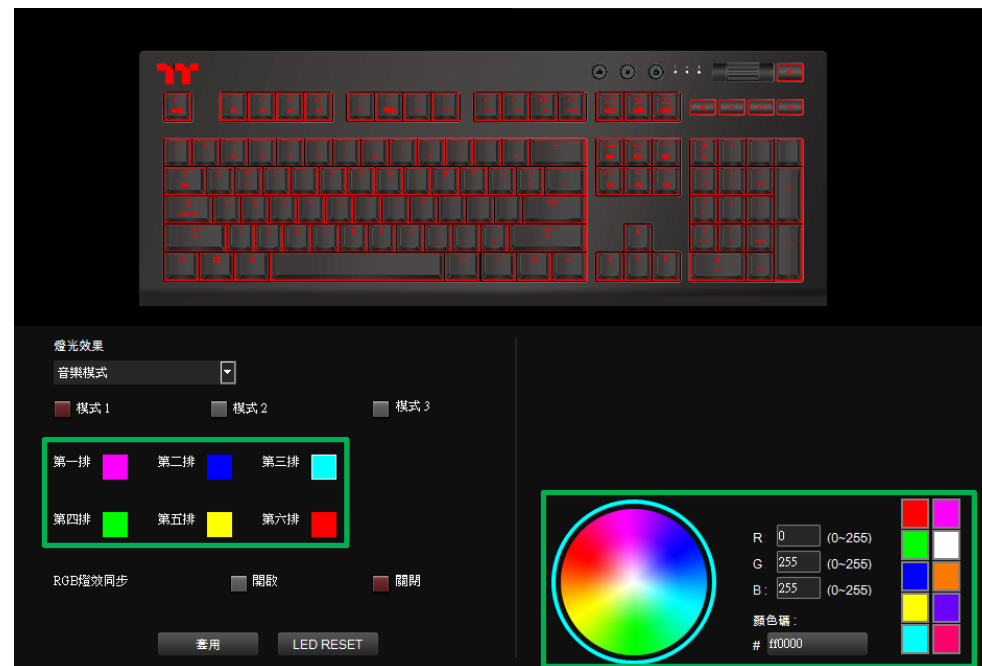 燈光效果
音樂模式
模式 1 模式 2 模式 3
第一排 第二排 第三排
第四排 第五排 第六排
RGB燈效同步 開啟 關閉
套用 LED RESET
R 0 (0~255)
G 255 (0~255)
B : 255 (0~255)
顏色碼 :
# ff0000